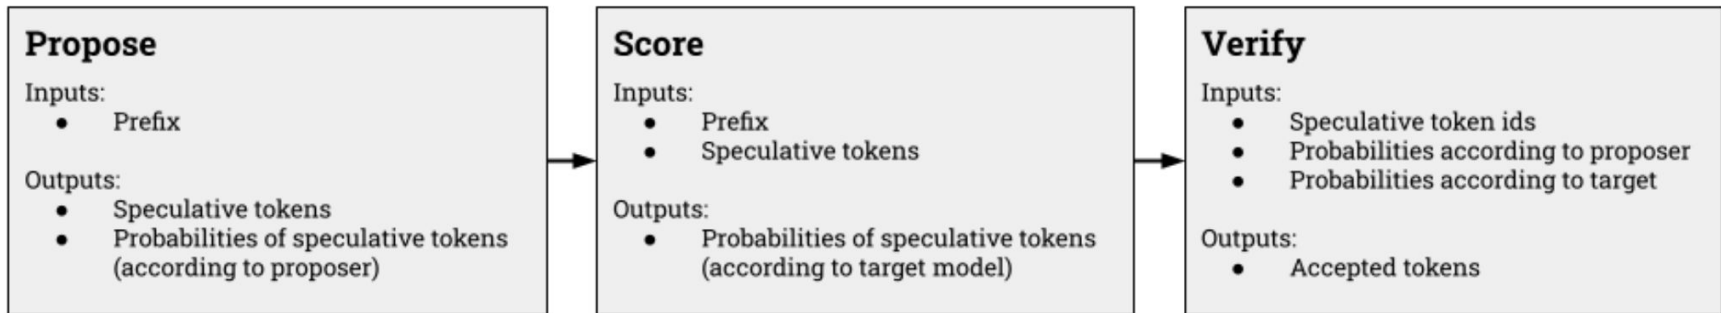 Propose
Inputs:
● Prefix
Outputs:
● Speculative tokens
● Probabilities of speculative tokens
(according to proposer)
Score
Inputs:
● Prefix
● Speculative tokens
Outputs:
● Probabilities of speculative tokens
(according to target model)
Verify
Inputs:
● Speculative token ids
● Probabilities according to proposer
● Probabilities according to target
Outputs:
● Accepted tokens